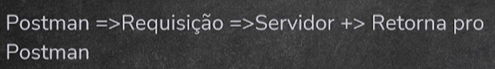 Postman =>Requisição =>Servidor +> Retorna pro
Postman